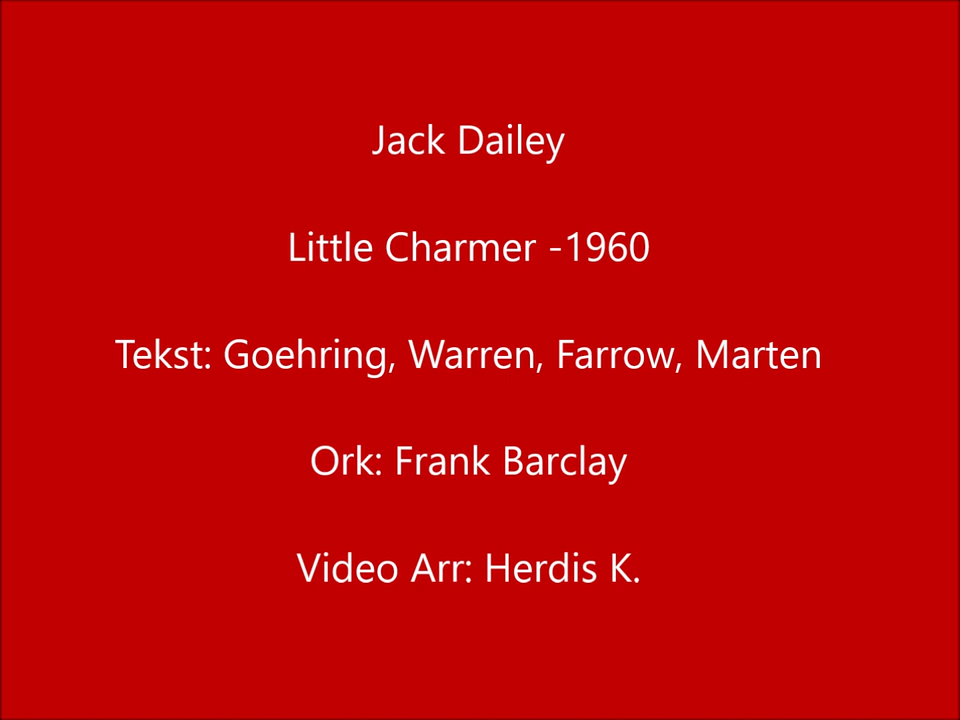 Jack Dailey
Little Charmer -1960
Tekst: Goehring, Warren, Farrow, Marten
Ork: Frank Barclay
Video Arr: Herdis K.